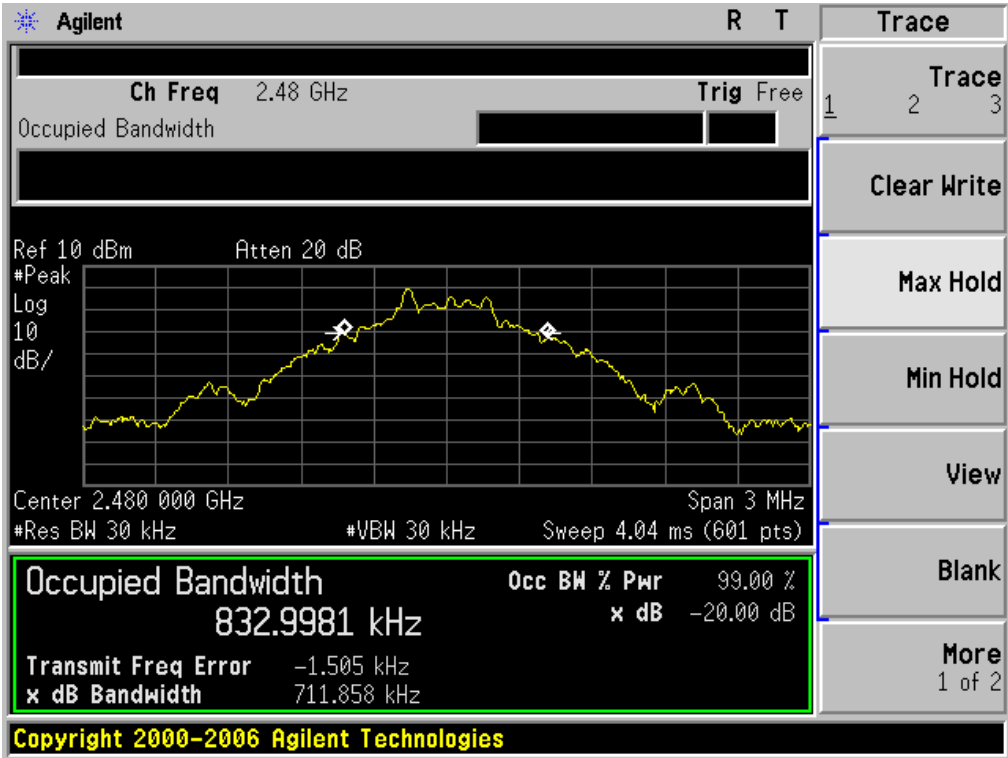 Agilent R T Trace
Ch Freq 2.48 GHz Trig Free
Occupied Bandwidth
Trace
1 2 3
Clear Write
Max Hold
Min Hold
View
Blank
More
1 of 2
Ref 10 dBm Atten 20 dB
#Peak
Log
10
dB/
Center 2.480 000 GHz Span 3 MHz
#Res BW 30 kHz #VBW 30 kHz Sweep 4.04 ms (601 pts)
Occupied Bandwidth
832.9981 kHz
Occ BW % Pwr 99.00 %
x dB -20.00 dB
Transmit Freq Error -1.505 kHz
x dB Bandwidth 711.858 kHz
Copyright 2000-2006 Agilent Technologies